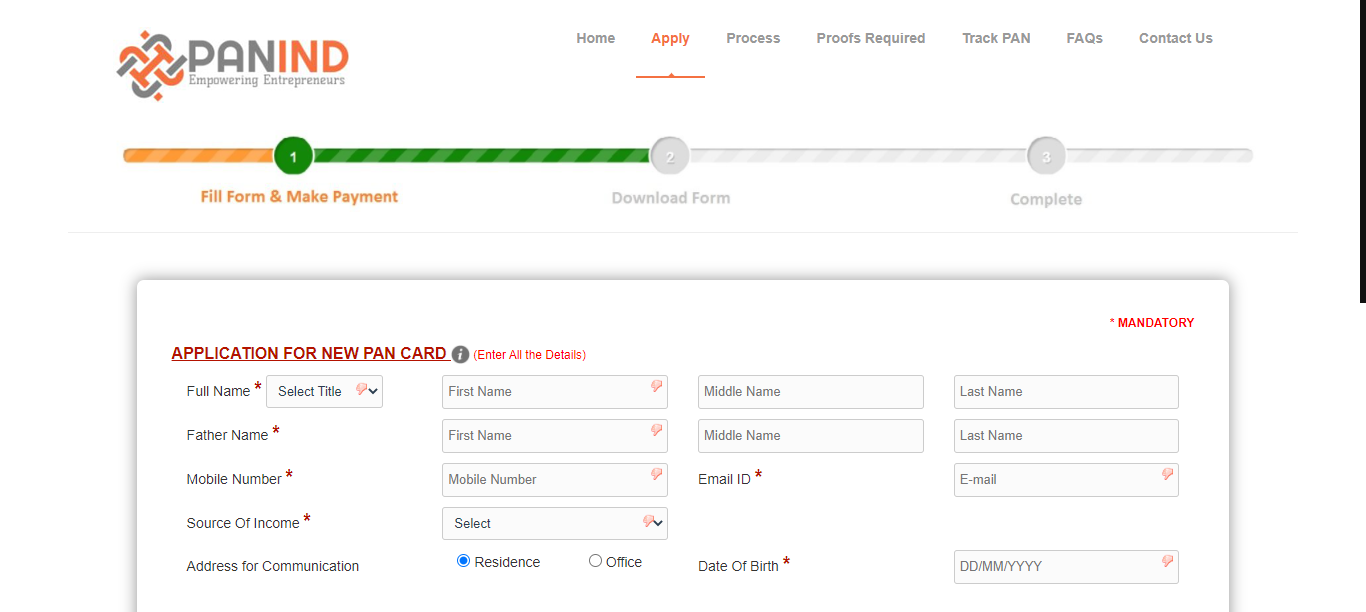 PANIND
Empowering Entrepreneurs
Home Apply Process Proofs Required Track PAN FAQs Contact Us
1 2 3
Fill Form & Make Payment Download Form Complete
* MANDATORY
APPLICATION FOR NEW PAN CARD i (Enter All the Details)
Full Name * Select Title First Name Middle Name Last Name
Father Name * First Name Middle Name Last Name
Mobile Number * Mobile Number Email ID * E-mail
Source Of Income * Select
Address for Communication Residence Office Date Of Birth * DD/MM/YYYY